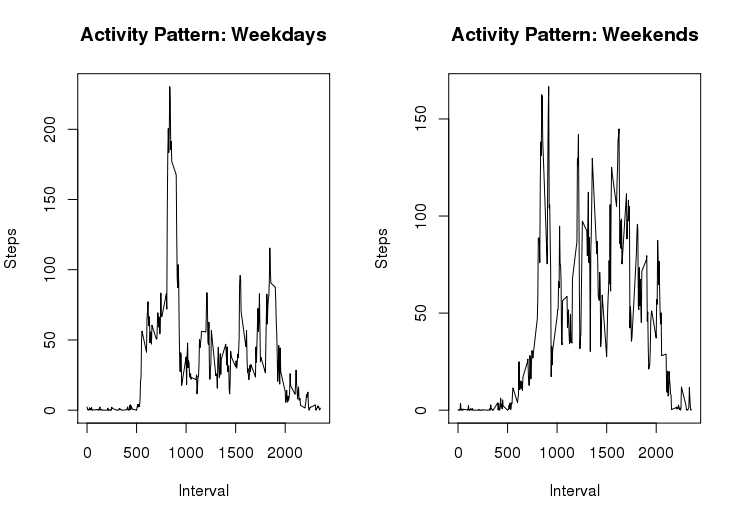 Activity Pattern: Weekdays
Steps
0 50 100 150 200
0 500 1000 1500 2000
Interval
Activity Pattern: Weekends
Steps
0 50 100 150
0 500 1000 1500 2000
Interval